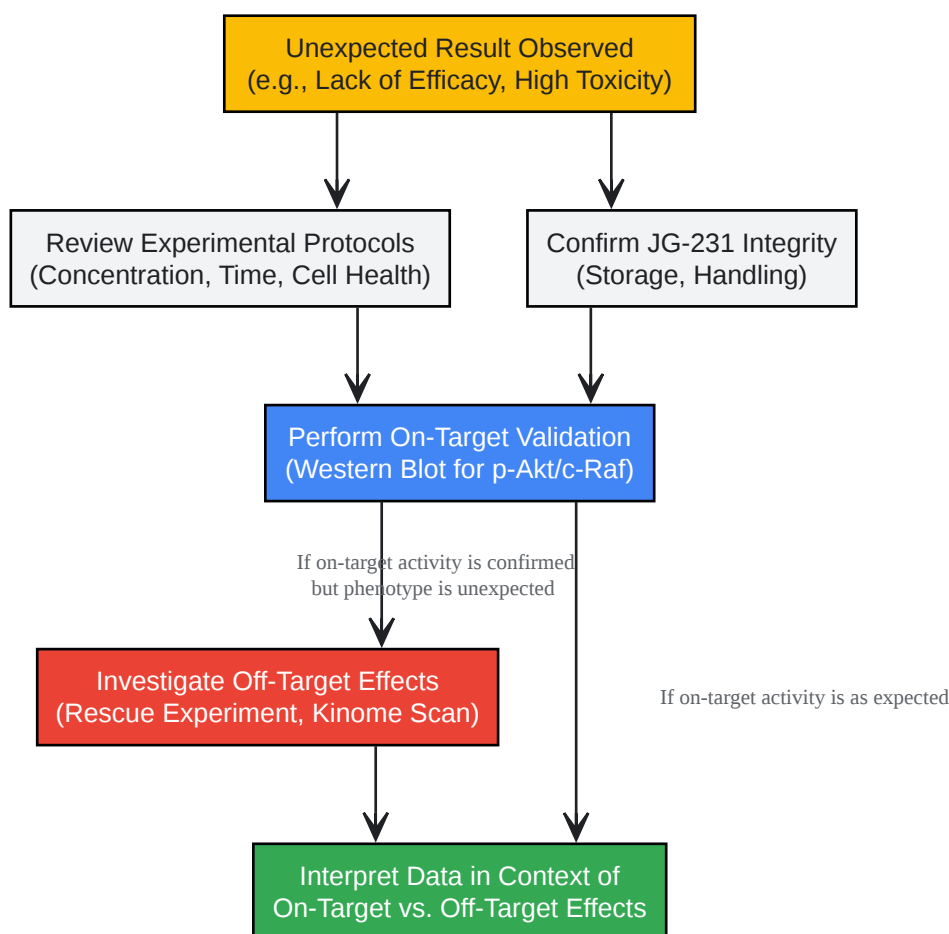 Unexpected Result Observed
(e.g., Lack of Efficacy, High Toxicity)
Review Experimental Protocols
(Concentration, Time, Cell Health)
Confirm JG-231 Integrity
(Storage, Handling)
Perform On-Target Validation
(Western Blot for p-Akt/c-Raf)
If on-target activity is confirmed
but phenotype is unexpected
Investigate Off-Target Effects
(Rescue Experiment, Kinome Scan)
If on-target activity is as expected
Interpret Data in Context of
On-Target vs. Off-Target Effects